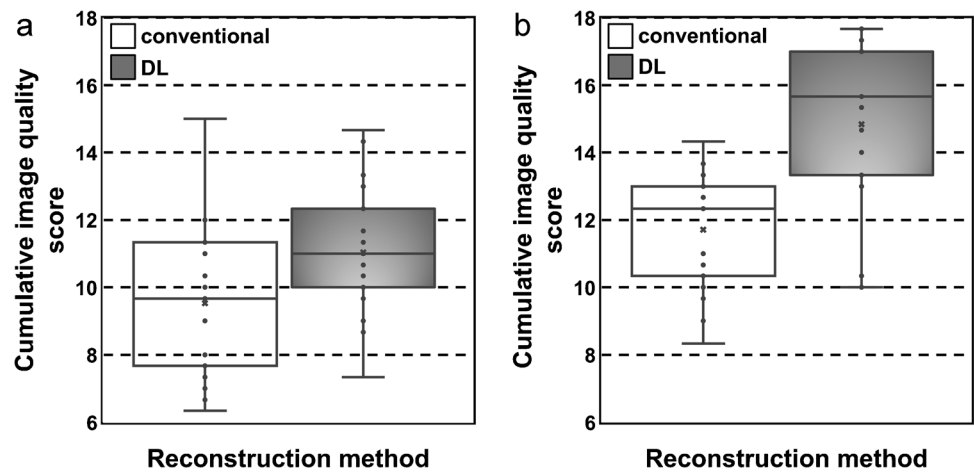 a
conventional
DL
Cumulative image quality
score
18
16
14
12
10
8
6
Reconstruction method
b
conventional
DL
Cumulative image quality
score
18
16
14
12
10
8
6
Reconstruction method